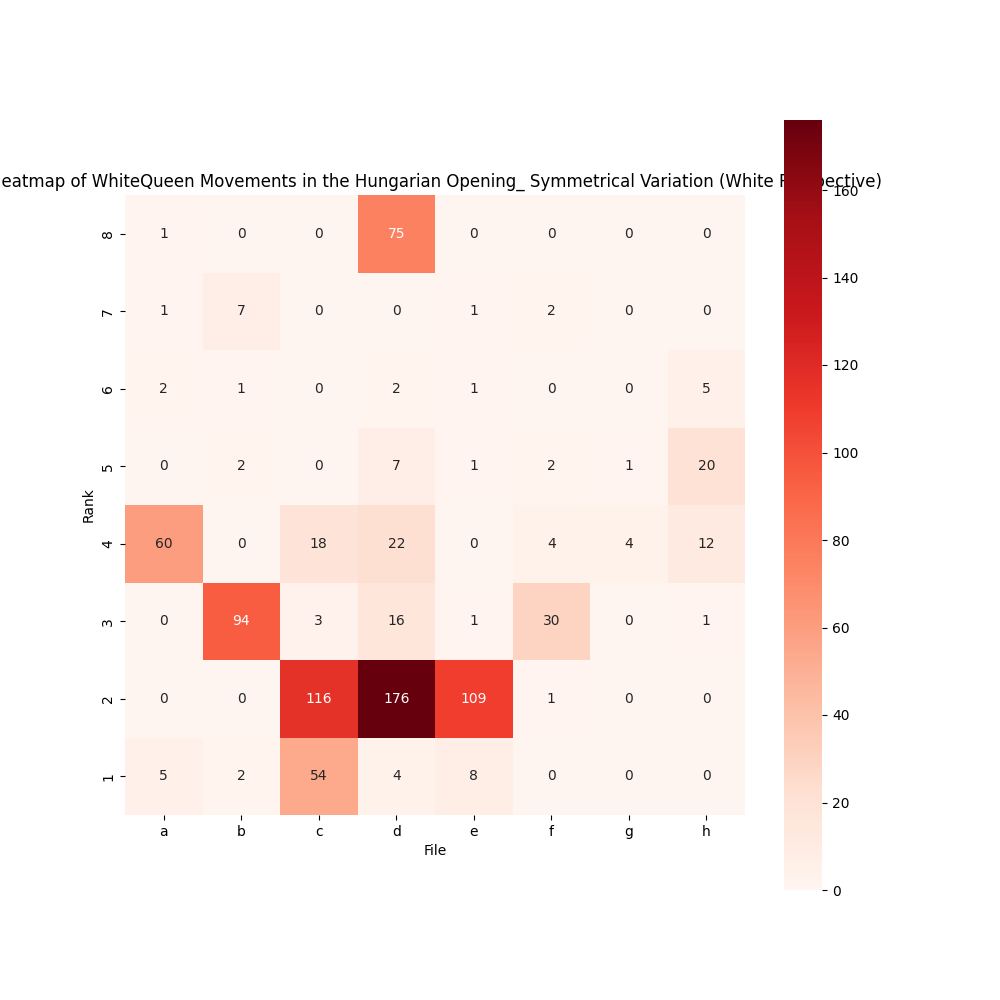 eatmap of WhiteQueen Movements in the Hungarian Opening_ Symmetrical Variation (White
8 1 0 0 75 0 0 0 0
7 1 7 0 0 1 2 0 0
6 2 1 0 2 1 0 0 5
5 0 2 0 7 1 2 1 20
Rank
4 60 0 18 22 0 4 4 12
3 0 94 3 16 1 30 0 1
2 0 0 116 176 109 1 0 0
1 5 2 54 4 8 0 0 0
a b c d e f g h
File
160
140
120
100
80
60
40
20
0